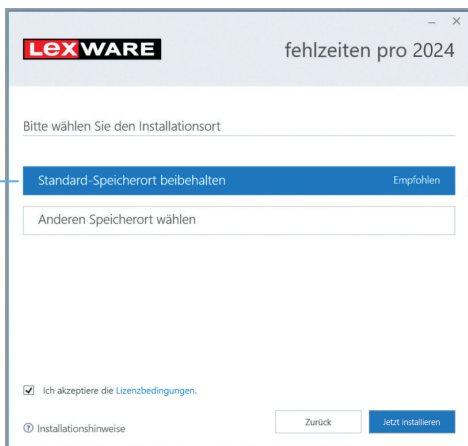 LEXWARE
fehlzeiten pro 2024
Bitte wählen Sie den Installationsort
Standard-Speicherort beibehalten Empfohlen
Anderen Speicherort wählen
Ich akzeptiere die Lizenzbedingungen.
Installationshinweise
Zurück
Jetzt installieren